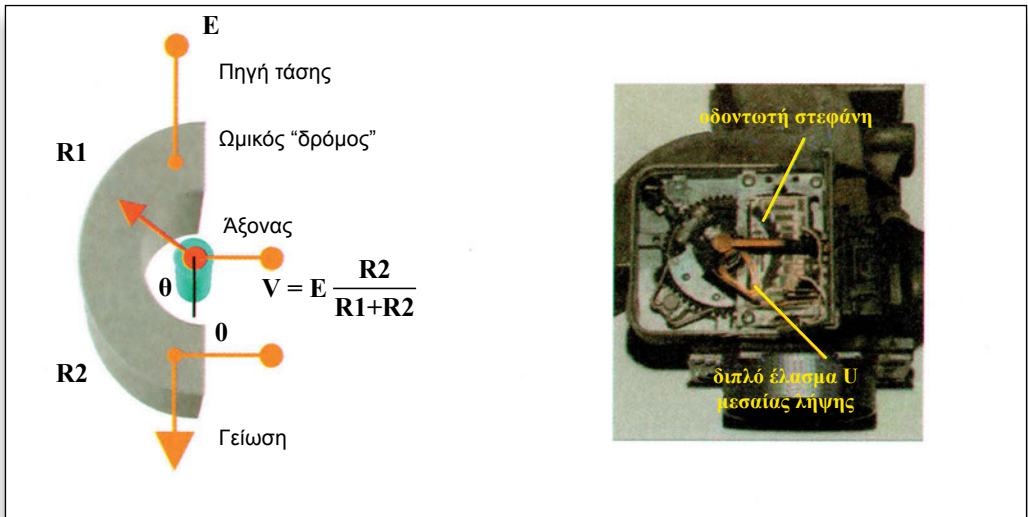 E
Πηγή τάσης
R1
Ωμικός “δρόμος”
Άξονας
θ
V = E R2
R1+R2
0
R2
Γείωση
οδοντωτή στεφάνη
διπλό έλασμα U
μεσαίας λήψης